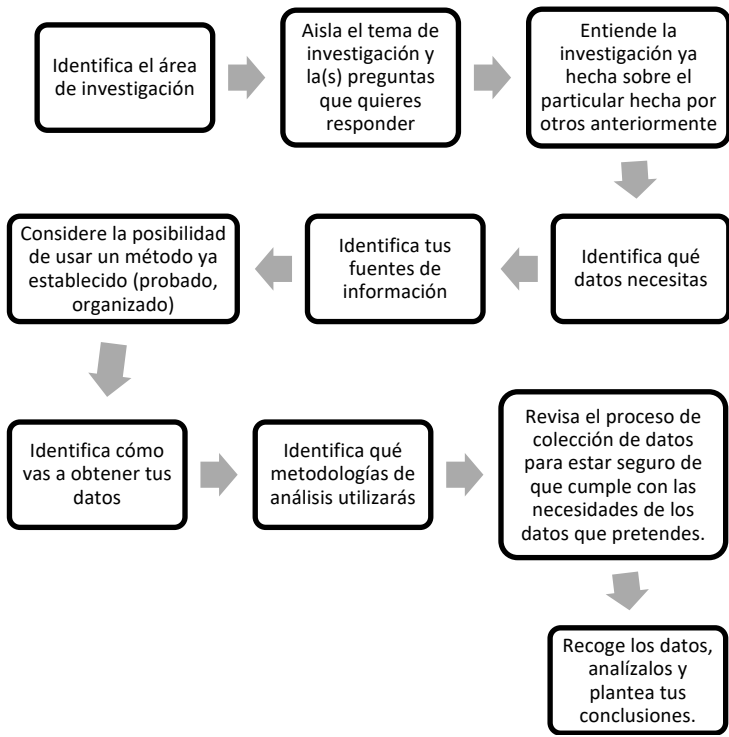 Identifica el área
de investigación
Aisla el tema de
investigación y
la(s) preguntas
que quieres
responder
Entiende la
investigación ya
hecha sobre el
particular hecha por
otros anteriormente
Identifica qué
datos necesitas
Identifica tus
fuentes de
información
Considere la posibilidad
de usar un método ya
establecido (probado,
organizado)
Identifica cómo
vas a obtener tus
datos
Identifica qué
metodologías de
análisis utilizarás
Revisa el proceso de
colección de datos
para estar seguro de
que cumple con las
necesidades de los
datos que pretendes.
Recoge los datos,
analízalos y
plantea tus
conclusiones.